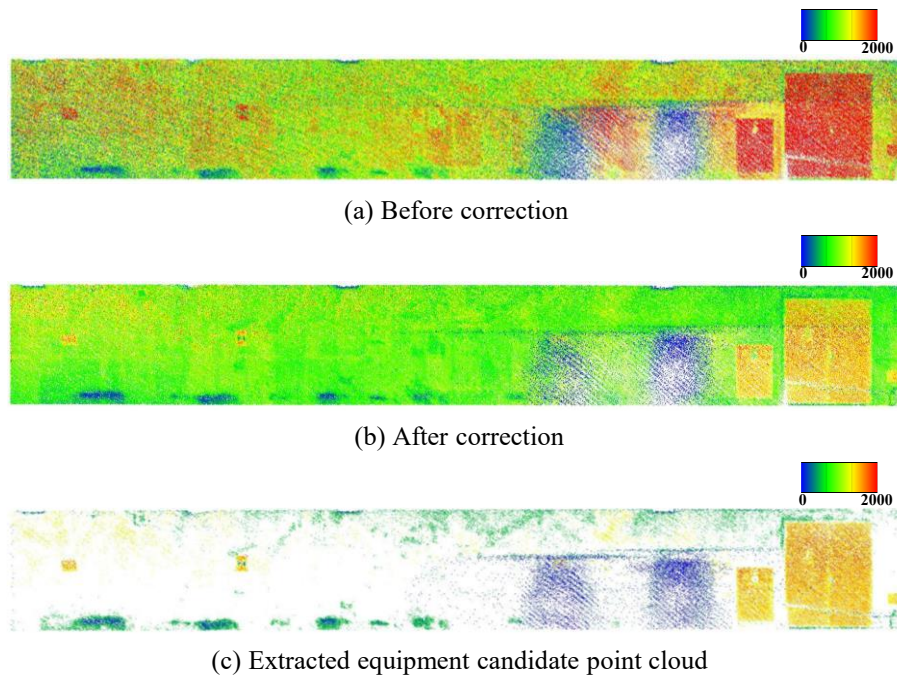 0 2000
(a) Before correction
0 2000
(b) After correction
0 2000
(c) Extracted equipment candidate point cloud